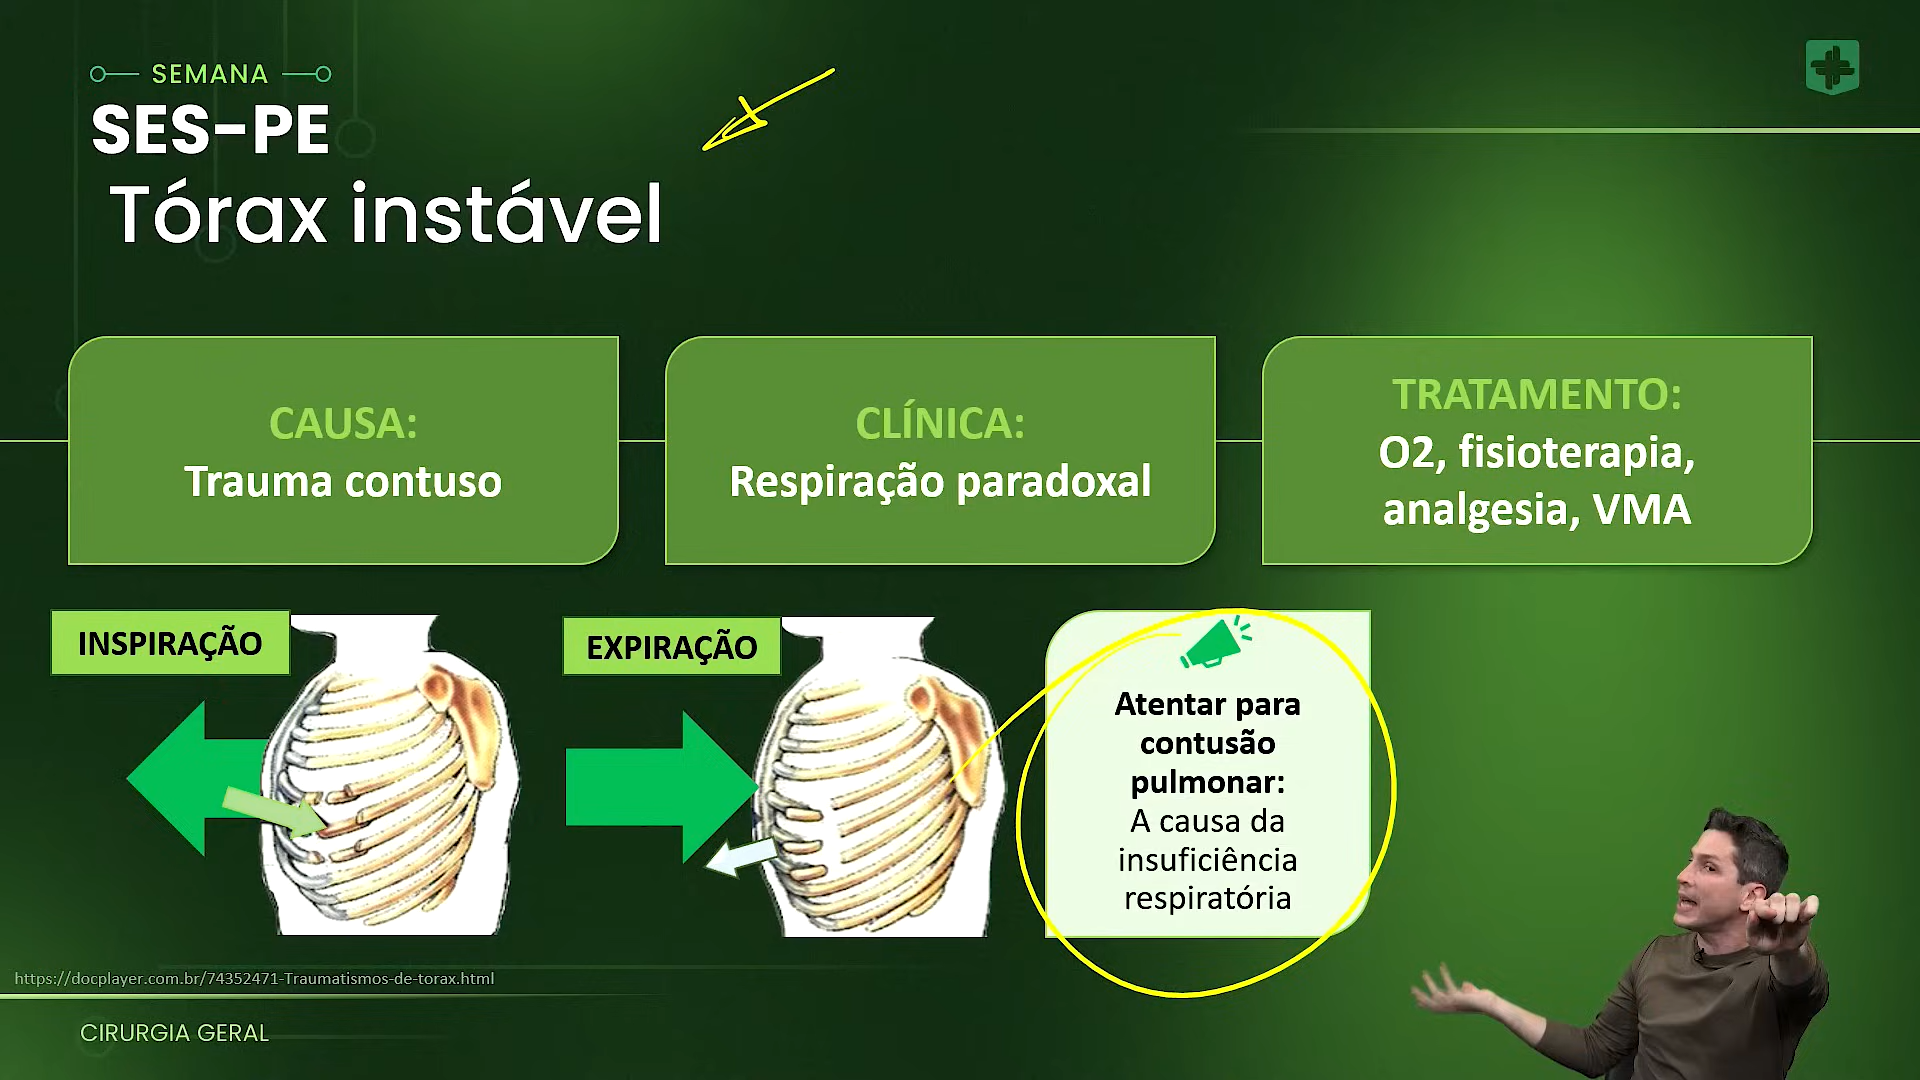 SEMANA
SES-PE
Tórax instável
CAUSA:
Trauma contuso
CLÍNICA:
Respiração paradoxal
TRATAMENTO:
O2, fisioterapia,
analgesia, VMA
INSPIRAÇÃO
EXPIRAÇÃO
Atentar para
contusão
pulmonar:
A causa da
insuficiência
respiratória
https://docplayer.com.br/74352471-Traumatismos-de-torax.html
CIRURGIA GERAL